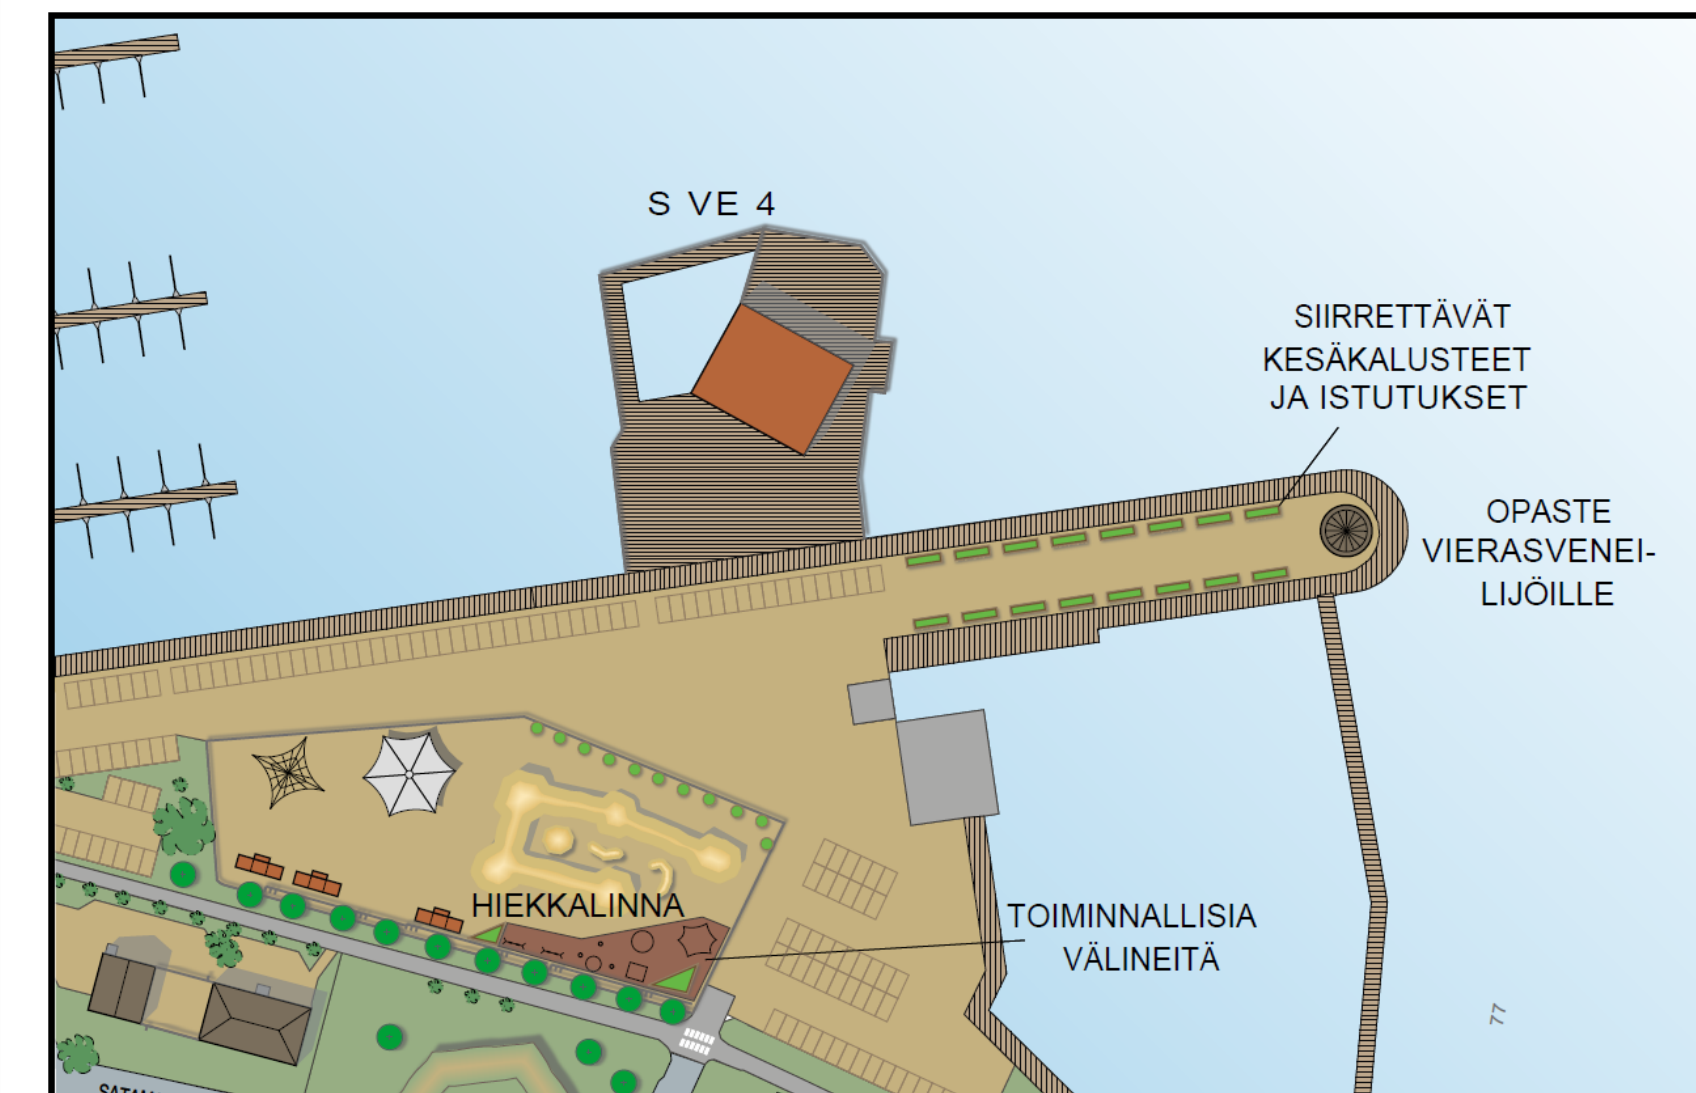 S VE 4
SIIRRETTÄVÄT
KESÄKALUSTEET
JA ISTUTUKSET
OPASTE
VIERASVENEI-
LIJÖILLE
HIEKKALINNA
TOIMINNALLISIA
VÄLINEITÄ
77